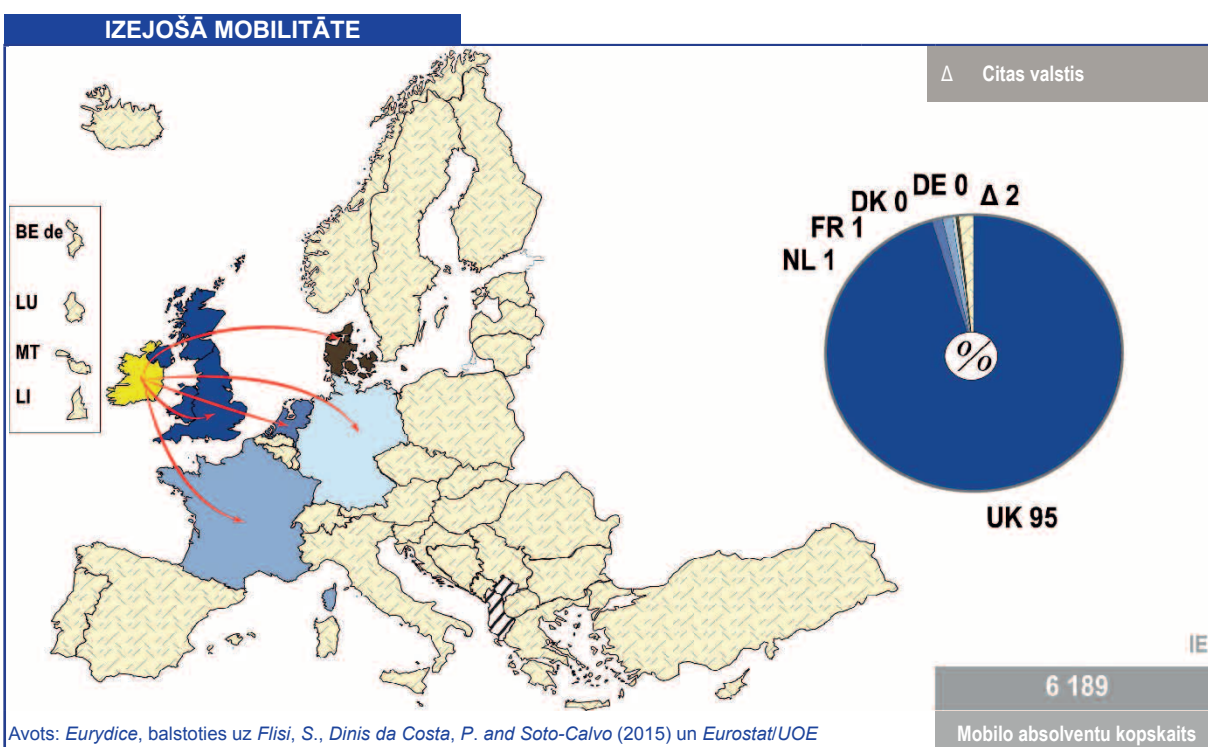 IZEJOŠĀ MOBILITĀTE
Δ Citas valstis
BE de
LU
MT
LI
DE 0
Δ 2
DK 0
FR 1
NL 1
%
UK 95
IE
6 189
Mobilo absolventu kopskaits
Avots: Eurydice, balstoties uz Flisi, S., Dinis da Costa, P. and Soto-Calvo (2015) un Eurostat/UOE